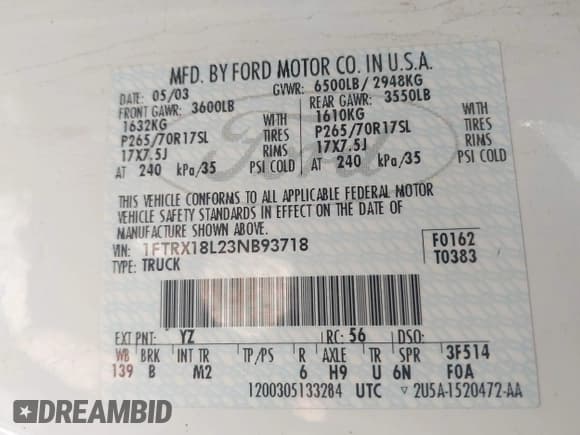 MFD. BY FORD MOTOR CO. IN U.S.A.
DATE: 05/03 GVWR: 6500LB/ 2948KG
FRONT GAWR: 3600LB REAR GAWR: 3550LB
1632KG WITH 1610KG WITH
P265/70R17SL TIRES P265/70R17SL TIRES
17X7.5J RIMS 17X7.5J RIMS
AT 240 kPa/35 PSI COLD AT 240 kPa/35 PSI COLD
THIS VEHICLE CONFORMS TO ALL APPLICABLE FEDERAL MOTOR
VEHICLE SAFETY STANDARDS IN EFFECT ON THE DATE OF
MANUFACTURE SHOWN ABOVE.
VIN: 1FTRX18L23NB93718 F0162
TYPE: TRUCK T0383
EXT PNT: YZ RC: 56 DSO:
WB BRK INT TR TP/PS R AXLE TR SPR 3F514
139 B M2 6 H9 U 6N F0A
1200305133284 UTC ▽ 2U5A-1520472-AA
Ford
DREAMBID